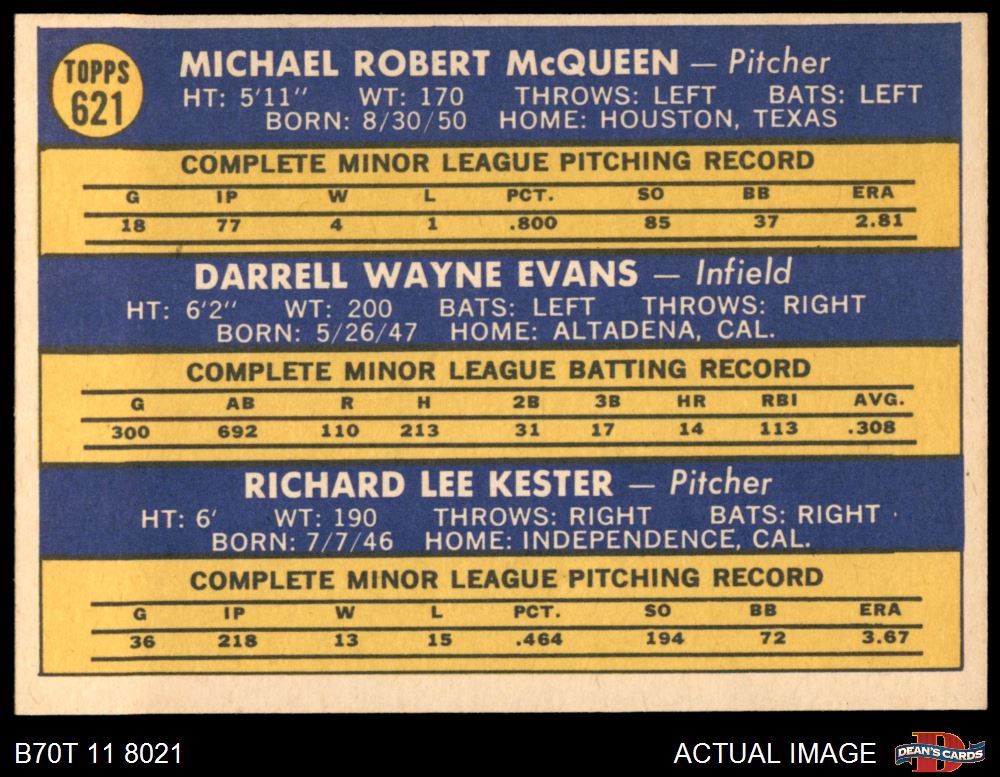 TOPPS
621
MICHAEL ROBERT McQUEEN — Pitcher
HT: 5'11" WT: 170 THROWS: LEFT BATS: LEFT
BORN: 8/30/50 HOME: HOUSTON, TEXAS
COMPLETE MINOR LEAGUE PITCHING RECORD
G IP W L PCT. SO BB ERA
18 77 4 1 .800 85 37 2.81
DARRELL WAYNE EVANS — Infield
HT: 6'2" WT: 200 BATS: LEFT THROWS: RIGHT
BORN: 5/26/47 HOME: ALTADENA, CAL.
COMPLETE MINOR LEAGUE BATTING RECORD
G AB R H 2B 3B HR RBI AVG.
300 692 110 213 31 17 14 113 .308
RICHARD LEE KESTER — Pitcher
HT: 6' WT: 190 THROWS: RIGHT BATS: RIGHT
BORN: 7/7/46 HOME: INDEPENDENCE, CAL.
COMPLETE MINOR LEAGUE PITCHING RECORD
G IP W L PCT. SO BB ERA
36 218 13 15 .464 194 72 3.67
B70T 11 8021 ACTUAL IMAGE DEAN'S CARDS